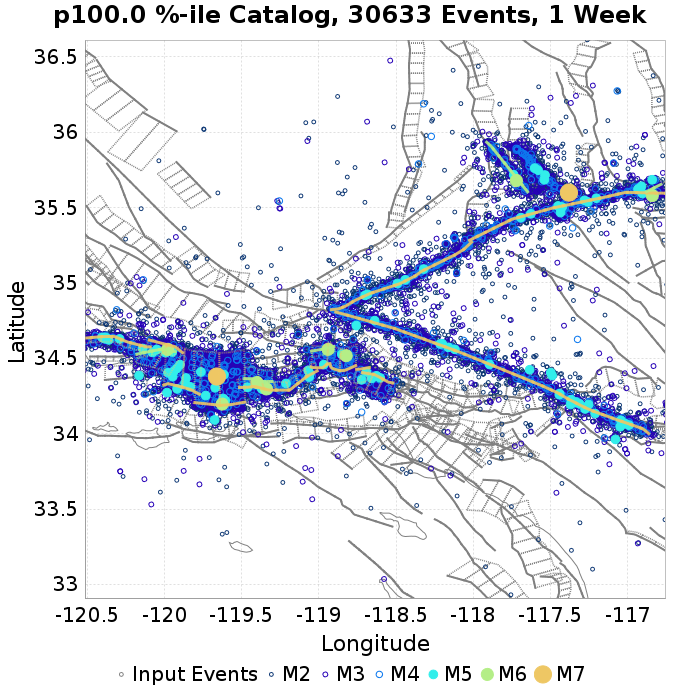 p100.0 %-ile Catalog, 30633 Events, 1 Week
36.5
36
35.5
35
34.5
34
33.5
33
Latitude
-120.5 -120 -119.5 -119 -118.5 -118 -117.5 -117
Longitude
Input Events M2 M3 M4 M5 M6 M7